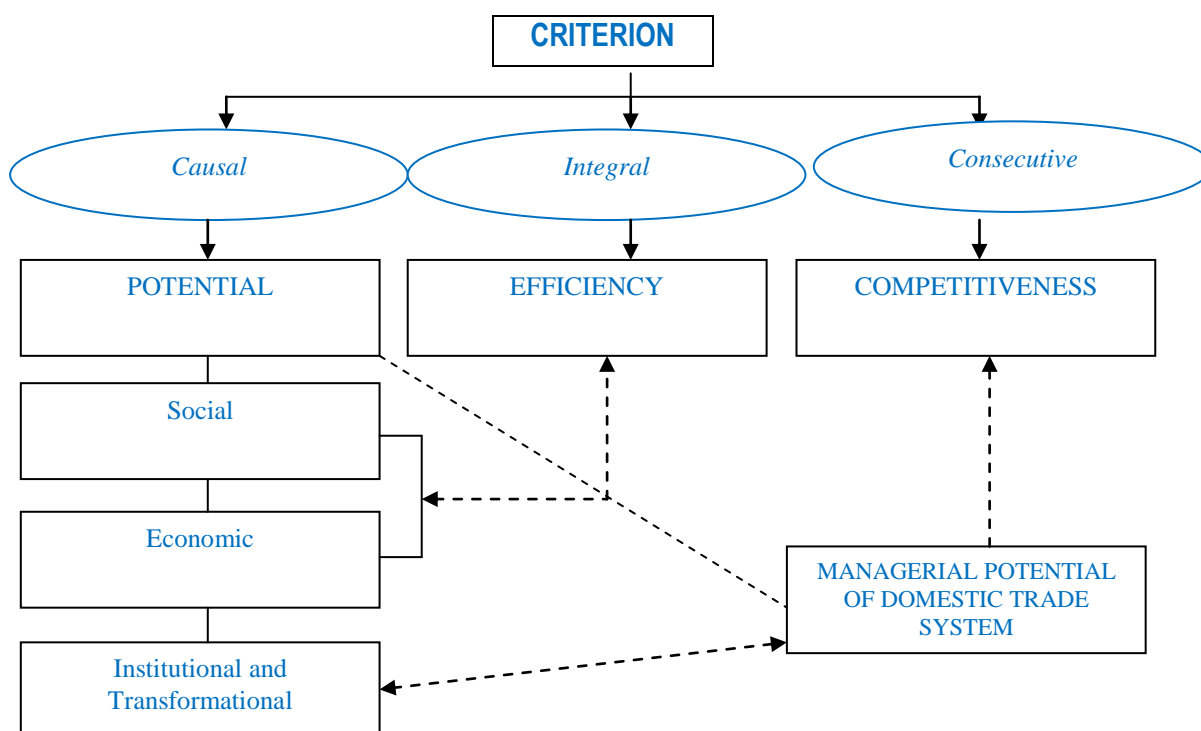 CRITERION
Causal
Integral
Consecutive
POTENTIAL
EFFICIENCY
COMPETITIVENESS
Social
Economic
MANAGERIAL POTENTIAL
OF DOMESTIC TRADE
SYSTEM
Institutional and
Transformational